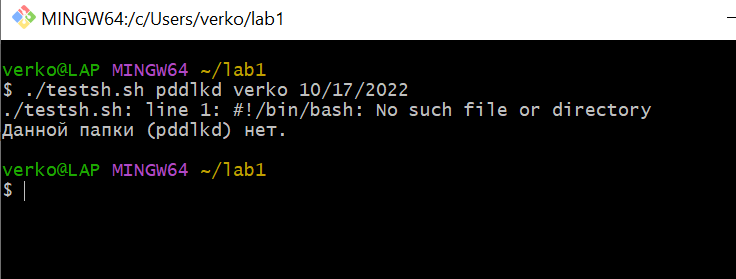 MINGW64:/c/Users/verko/lab1
verko@LAP MINGW64 ~/lab1
$ ./testsh.sh pddlkd verko 10/17/2022
./testsh.sh: line 1: #!/bin/bash: No such file or directory
Данной папки (pddlkd) нет.
verko@LAP MINGW64 ~/lab1
$